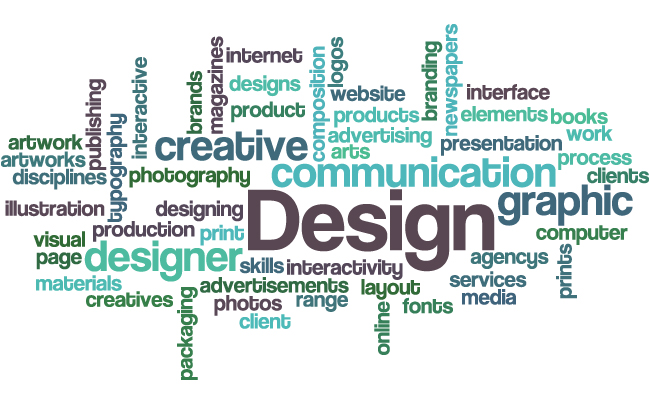 internet
magazines
logos
branding
newspapers
brands
composition
designs
interface
website
product
products
elements
books
publishing
interactive
typography
artwork
creative
advertising
presentation
work
arts
artworks
process
disciplines
photography
communication
clients
illustration
designing
Design
graphic
visual
production
print
computer
page
designer
skills
interactivity
agencys
prints
materials
advertisements
layout
services
creatives
photos
range
fonts
media
packaging
client
online